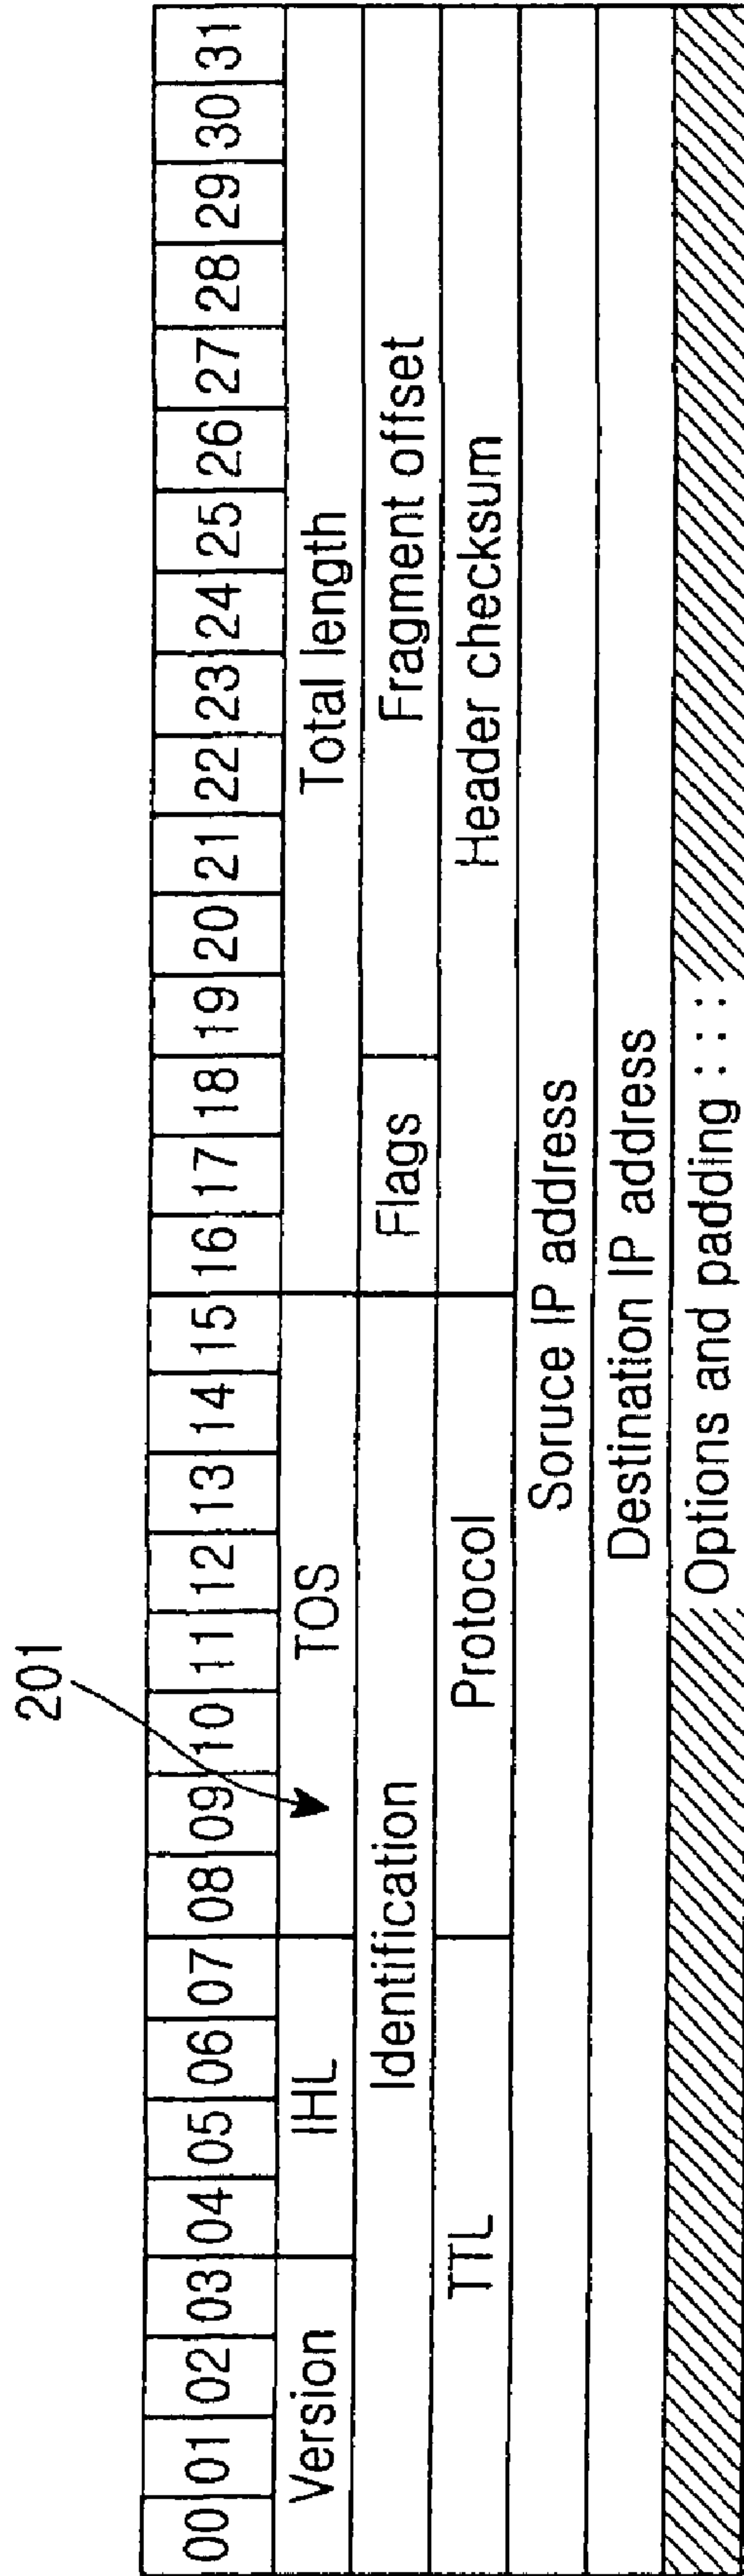 201
00 01 02 03 04 05 06 07 08 09 10 11 12 13 14 15 16 17 18 19 20 21 22 23 24 25 26 27 28 29 30 31
Version IHL TOS Total length
Identification Flags Fragment offset
TTL Protocol Header checksum
Soruce IP address
Destination IP address
Options and padding : : :